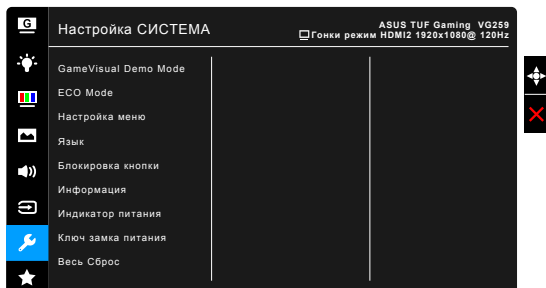 G
Настройка СИСТЕМА
ASUS TUF Gaming VG259
Гонки режим HDMI2 1920x1080@ 120Hz
GameVisual Demo Mode
ECO Mode
Настройка меню
Язык
Блокировка кнопки
Информация
Индикатор питания
Ключ замка питания
Весь Сброс